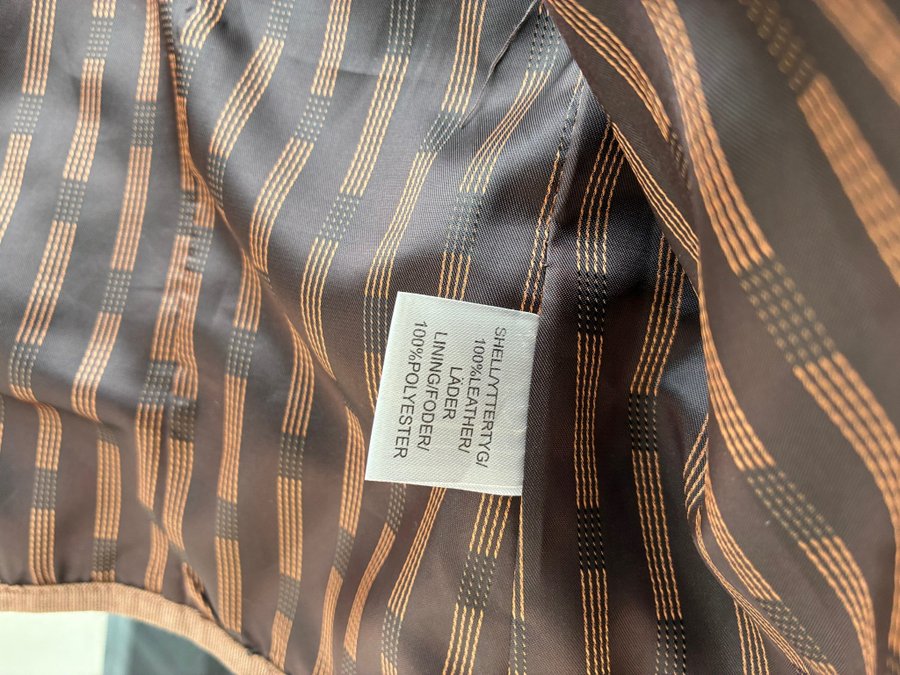 SHELL/YTTERTYG/
100%LEATHER/
LÄDER
LINING/FODER/
100%POLYESTER